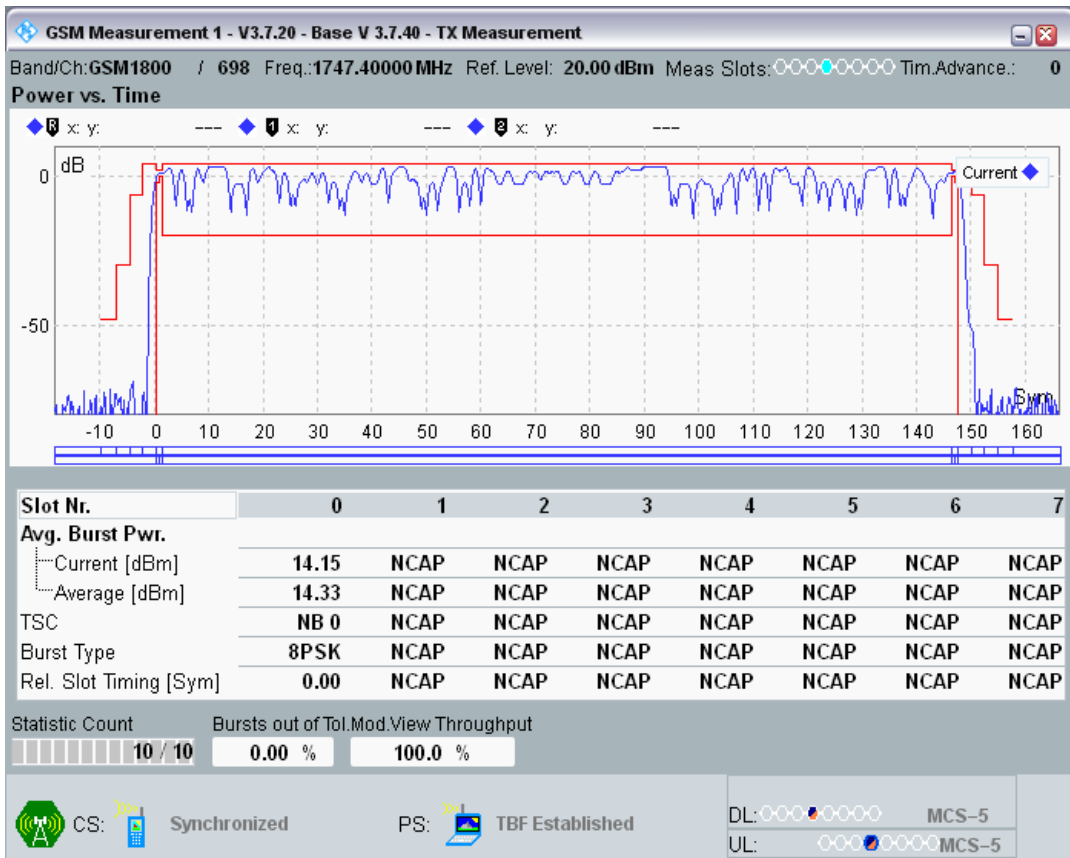 GSM Measurement 1 - V3.7.20 - Base V 3.7.40 - TX Measurement
Band/Ch:GSM1800 / 698 Freq.:1747.40000 MHz Ref. Level: 20.00 dBm Meas Slots: Tim.Advance.: 0
Power vs. Time
R x: y: --- 1 x: y: --- 2 x: y: ---
dB
0
Current
-50
Sym
-10 0 10 20 30 40 50 60 70 80 90 100 110 120 130 140 150 160
Slot Nr. 0 1 2 3 4 5 6 7
Avg. Burst Pwr.
Current [dBm] 14.15 NCAP NCAP NCAP NCAP NCAP NCAP NCAP
Average [dBm] 14.33 NCAP NCAP NCAP NCAP NCAP NCAP NCAP
TSC NB 0 NCAP NCAP NCAP NCAP NCAP NCAP NCAP
Burst Type 8PSK NCAP NCAP NCAP NCAP NCAP NCAP NCAP
Rel. Slot Timing [Sym] 0.00 NCAP NCAP NCAP NCAP NCAP NCAP NCAP
Statistic Count Bursts out of Tol.Mod.View Throughput
10 / 10 0.00 % 100.0 %
CS: Synchronized PS: TBF Established DL: MCS-5
UL: MCS-5